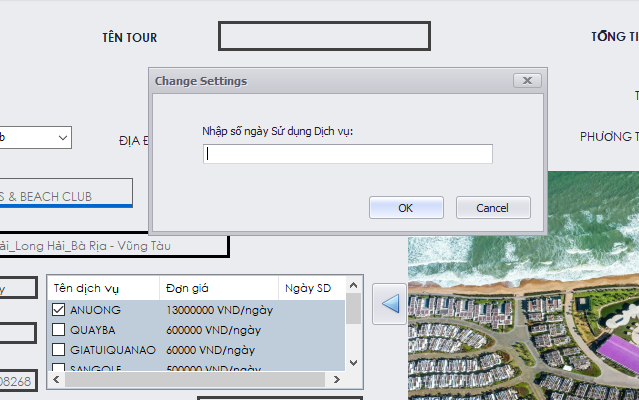 TÊN TOUR
TỔNG TI
Change Settings
Nhập số ngày Sử dụng Dịch vụ:
b
ĐỊA Đ
PHƯƠNG T
S & BEACH CLUB
OK
Cancel
ải_Long Hải_Bà Rịa - Vũng Tàu
y
Tên dịch vụ
Đơn giá
Ngày SD
ANUONG
13000000 VND/ngày
QUAYBA
600000 VND/ngày
GIATUIQUANAO
60000 VND/ngày
SANGOLF
500000 VND/ngày
08268